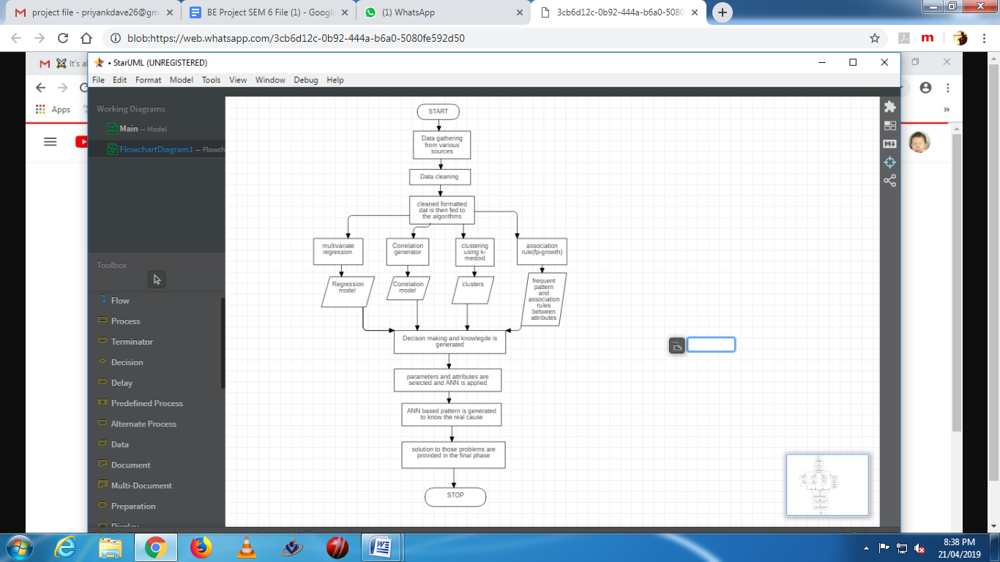 project file - priyankdave26@gm
BE Project SEM 6 File (1) - Google
(1) WhatsApp
3cb6d12c-0b92-444a-b6a0-5080
blob:https://web.whatsapp.com/3cb6d12c-0b92-444a-b6a0-5080fe592d50
It's al
• StarUML (UNREGISTERED)
File Edit Format Model Tools View Window Debug Help
Apps
»
Working Diagrams
Main — Model
FlowchartDiagram1 — Flowch
START
Data gathering
from various
sources
Data cleaning
cleaned formatted
dat is then fed to
the algorithms
multivariate
regression
Correlation
generator
clustering
using k-
medoid
association
rule(fp-growth)
Regression
model
Correlation
model
clusters
frequent
pattern
and
association
rules
between
attributes
Decison making and knowlegde is
generated
parameters and attributes are
selected and ANN is applied
ANN based pattern is generated
to know the real cause
solution to those problems are
provided in the final phase
STOP
Toolbox
Flow
Process
Terminator
Decision
Delay
Predefined Process
Alternate Process
Data
Document
Multi-Document
Preparation
Display
8:38 PM
21/04/2019